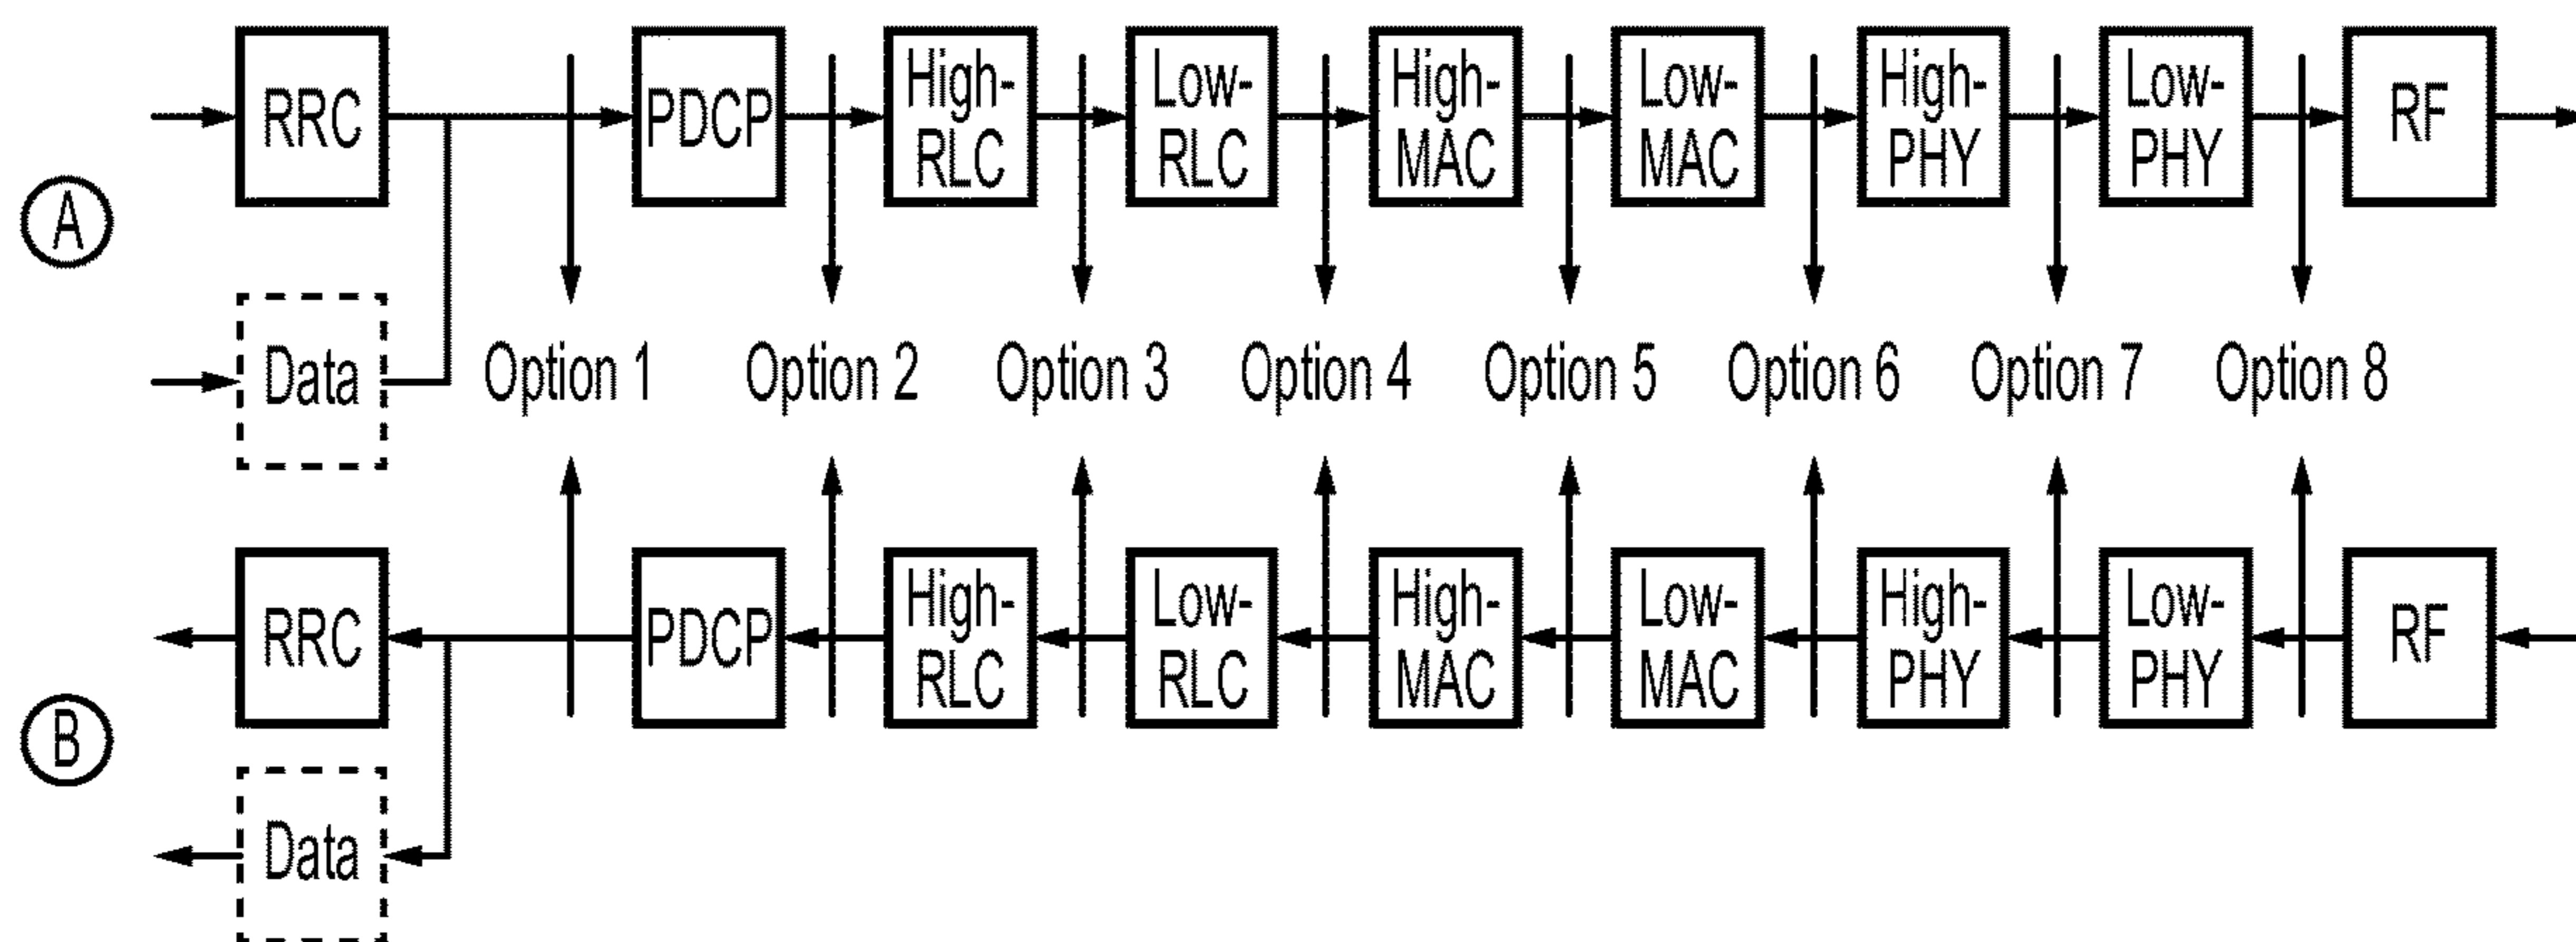 RRC
PDCP
High-
RLC
Low-
RLC
High-
MAC
Low-
MAC
High-
PHY
Low-
PHY
RF
A
Data
Option 1
Option 2
Option 3
Option 4
Option 5
Option 6
Option 7
Option 8
RRC
PDCP
High-
RLC
Low-
RLC
High-
MAC
Low-
MAC
High-
PHY
Low-
PHY
RF
B
Data